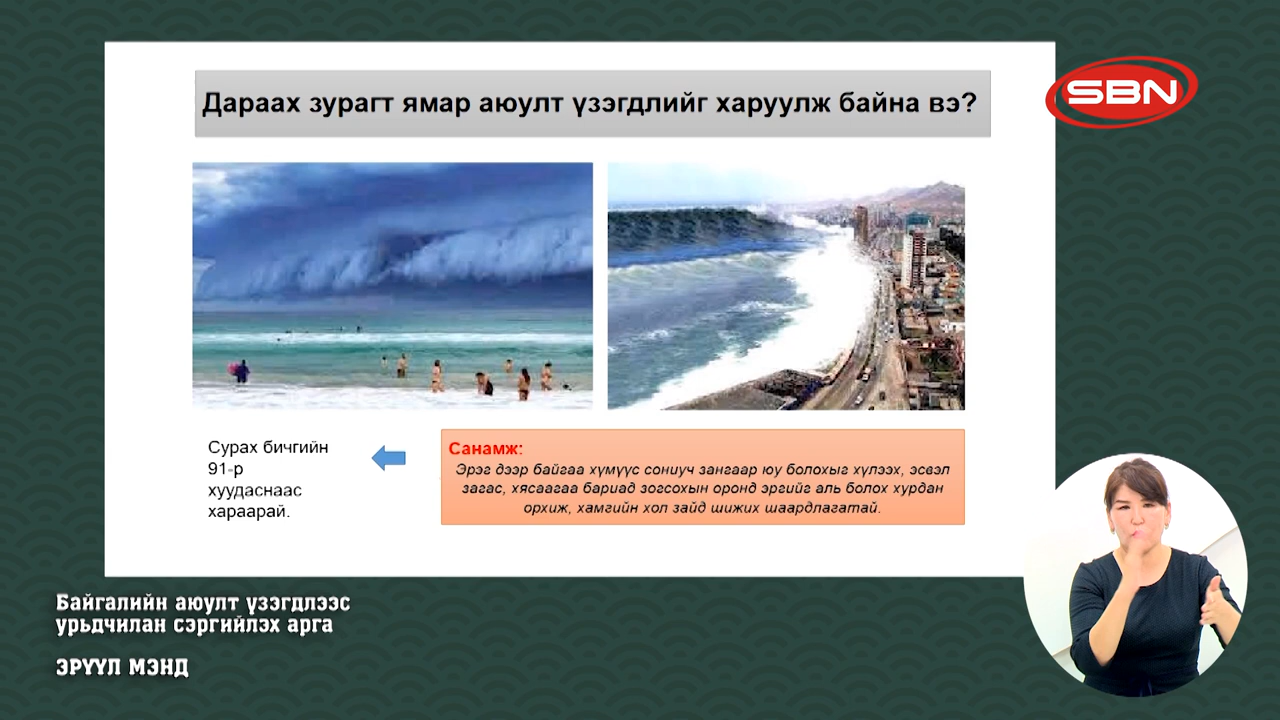 Дараах зурагт ямар аюулт үзэгдлийг харуулж байна вэ?
SBN
Сурах бичгийн
91-р
хуудаснаас
хараарай.
Санамж:
Эрэг дээр байгаа хүмүүс сониуч зангаар юу болохыг хүлээх, эсвэл
загас, хясаагаа бариад зогсохын оронд эргийг аль болох хурдан
орхиж, хамгийн хол зайд шижих шаардлагатай.
Байгалийн аюулт үзэгдлээс
урьдчилан сэргийлэх арга
ЭРҮҮЛ МЭНД